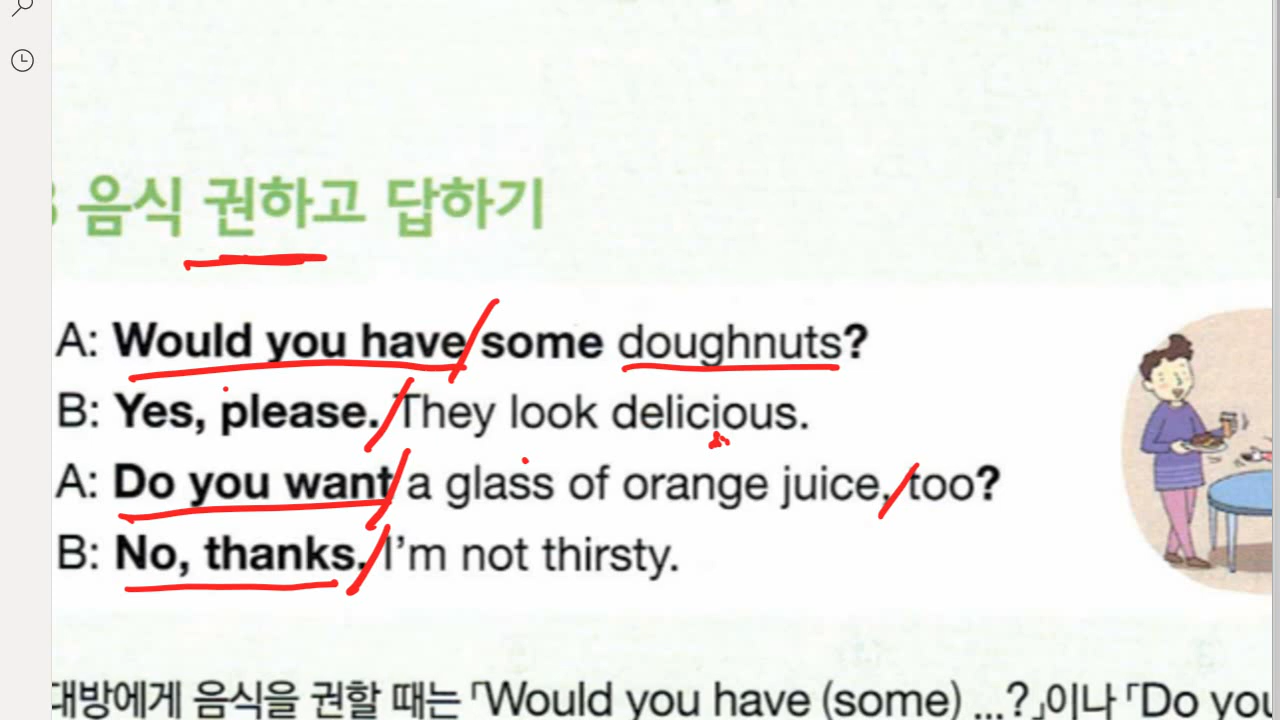 음식 권하고 답하기
A: Would you have some doughnuts?
B: Yes, please. They look delicious.
A: Do you want a glass of orange juice, too?
B: No, thanks. I'm not thirsty.
대방에게 음식을 권할 때는 「Would you have (some) ...?」이나 「Do you